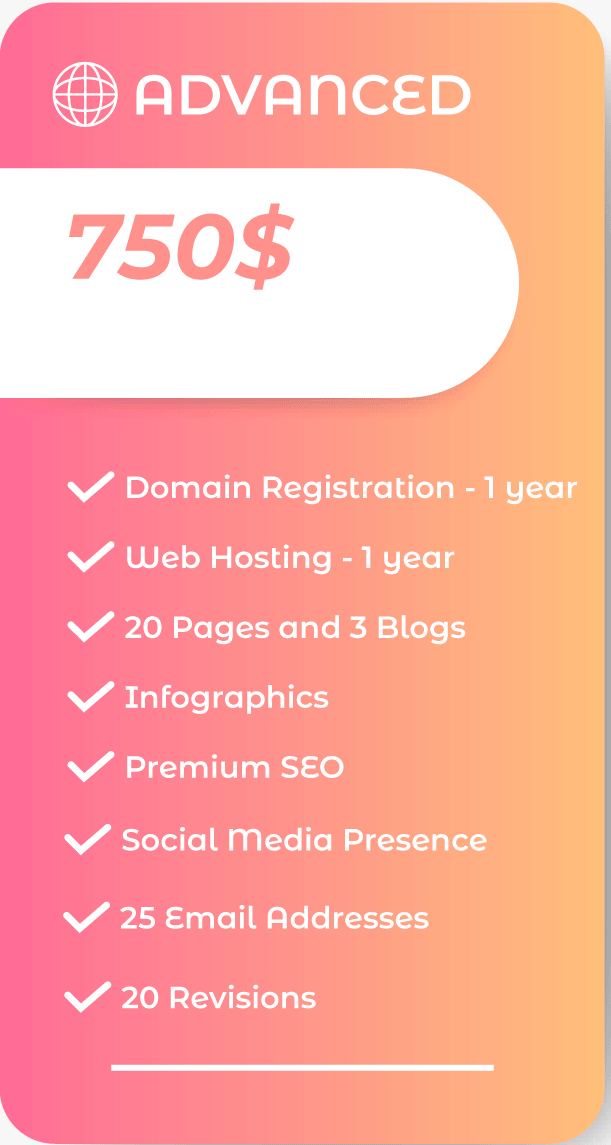 ADVANCED
750$
Domain Registration - 1 year
Web Hosting - 1 year
20 Pages and 3 Blogs
Infographics
Premium SEO
Social Media Presence
25 Email Addresses
20 Revisions